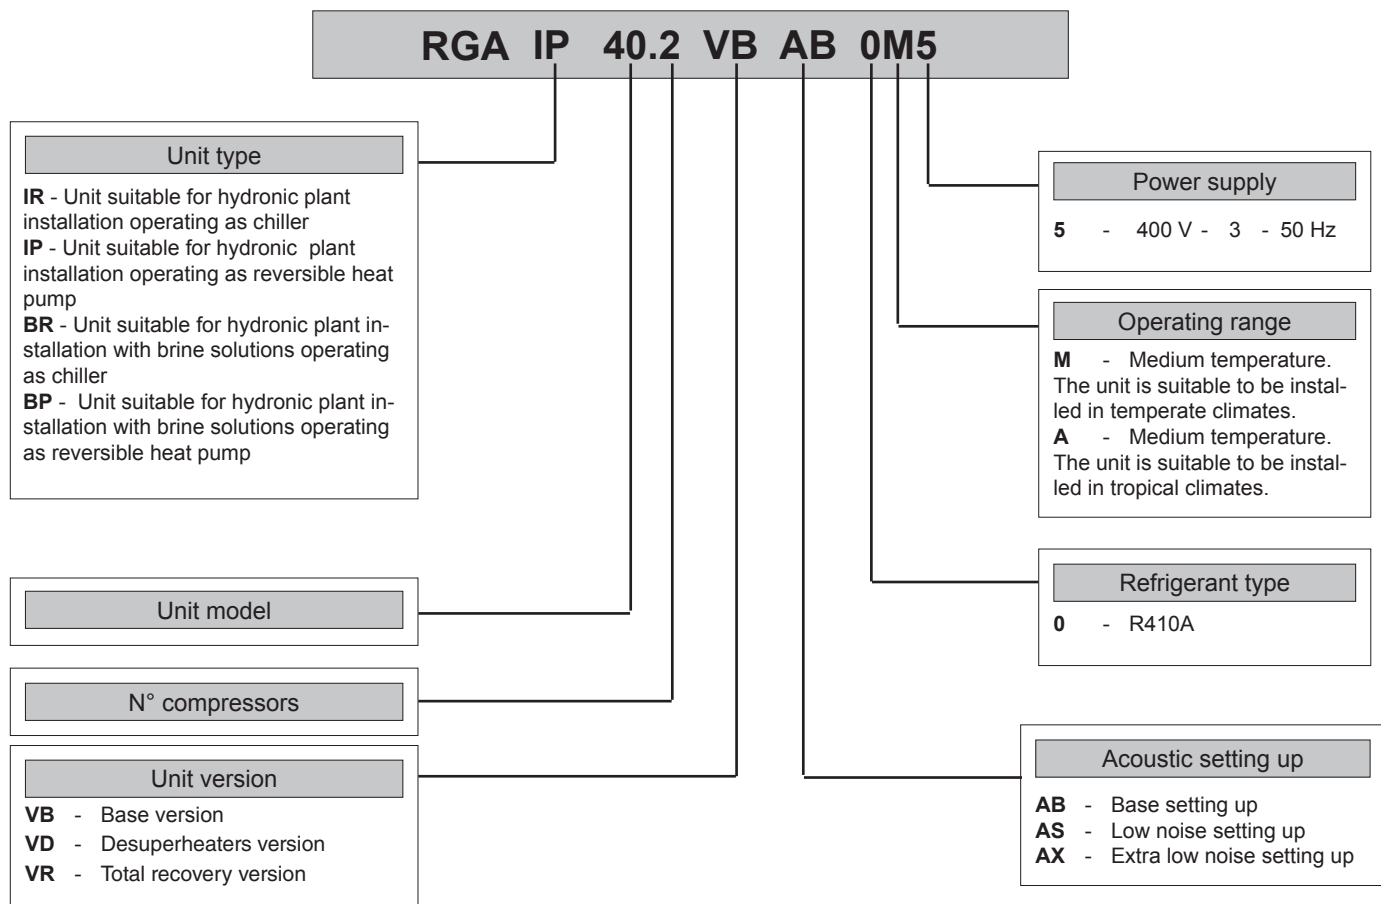 RGA IP 40.2 VB AB 0M5
Unit type
IR - Unit suitable for hydronic plant
installation operating as chiller
IP - Unit suitable for hydronic plant
installation operating as reversible heat
pump
BR - Unit suitable for hydronic plant in-
stallation with brine solutions operating
as chiller
BP - Unit suitable for hydronic plant in-
stallation with brine solutions operating
as reversible heat pump
Unit model
N° compressors
Unit version
VB - Base version
VD - Desuperheaters version
VR - Total recovery version
Power supply
5 - 400 V - 3 - 50 Hz
Operating range
M - Medium temperature.
The unit is suitable to be instal-
led in temperate climates.
A - Medium temperature.
The unit is suitable to be instal-
led in tropical climates.
Refrigerant type
0 - R410A
Acoustic setting up
AB - Base setting up
AS - Low noise setting up
AX - Extra low noise setting up